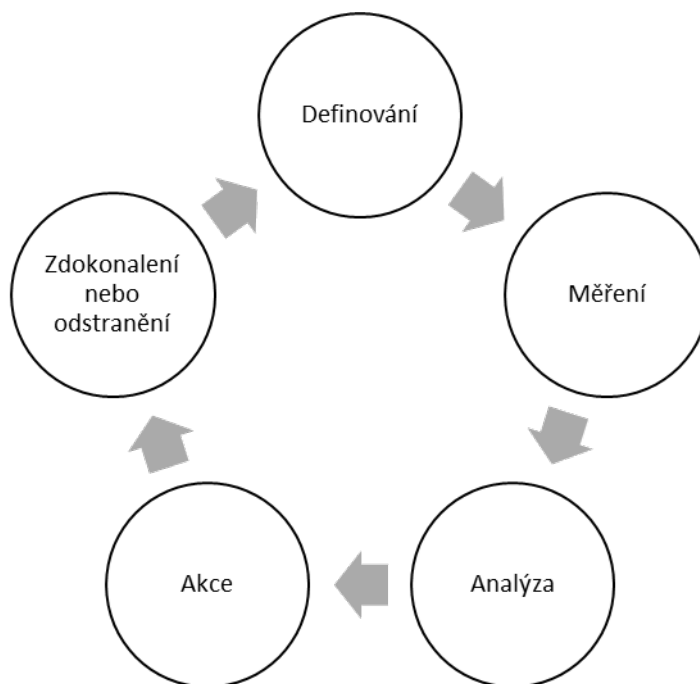 Definování
Měření
Analýza
Akce
Zdokonalení
nebo
odstranění